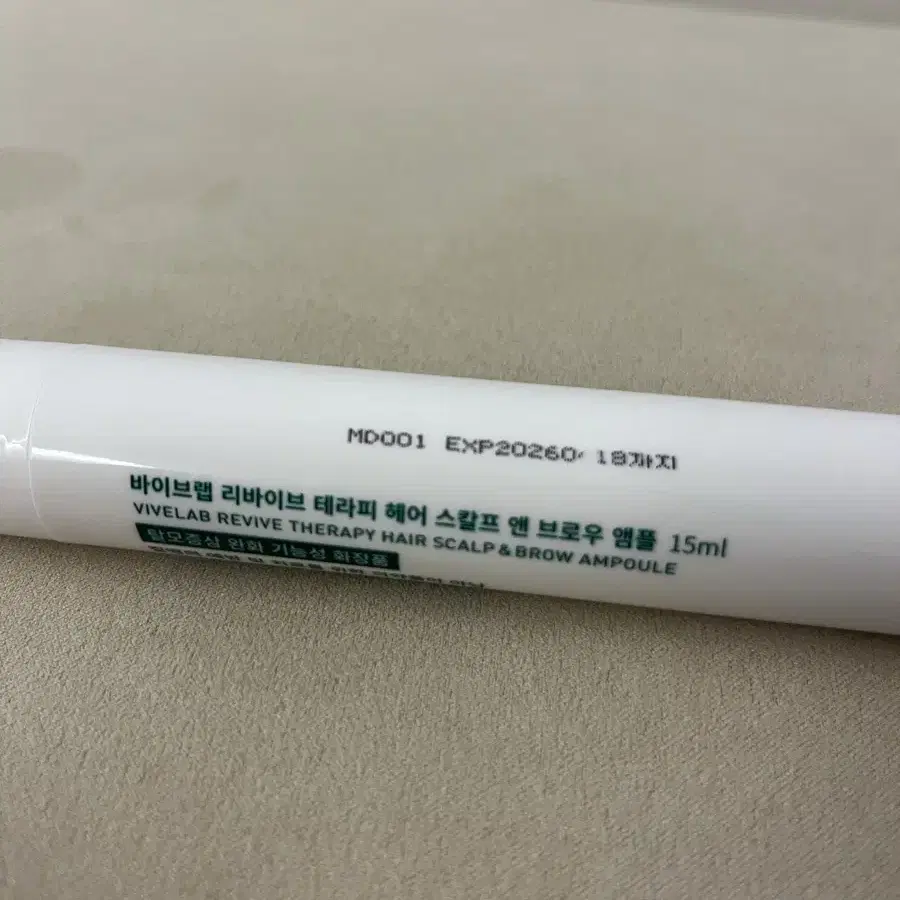 MD001 18까지
바이브랩 리바이브 테라피 헤어 스칼프 앤 브로우 앰플 15ml
VIVELAB REVIVE THERAPY HAIR SCALP & BROW AMPOULE
탈모증상 완화 기능성 화장품